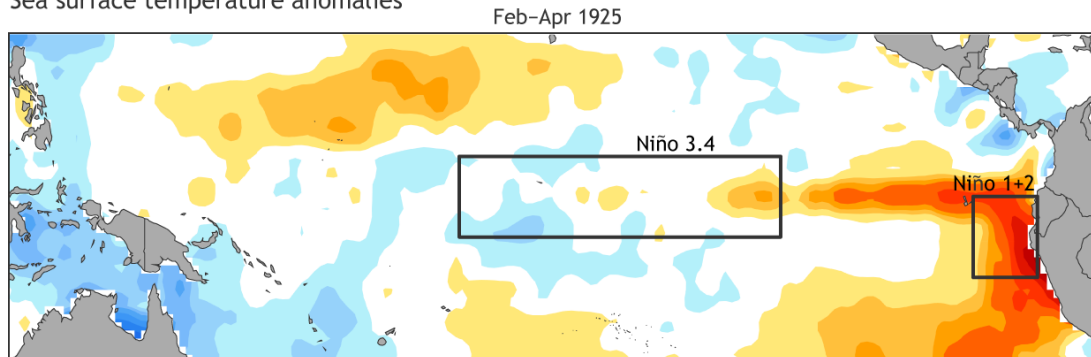 Sea surface temperature anomalies
Feb–Apr 1925
Niño 3.4
Niño 1+2